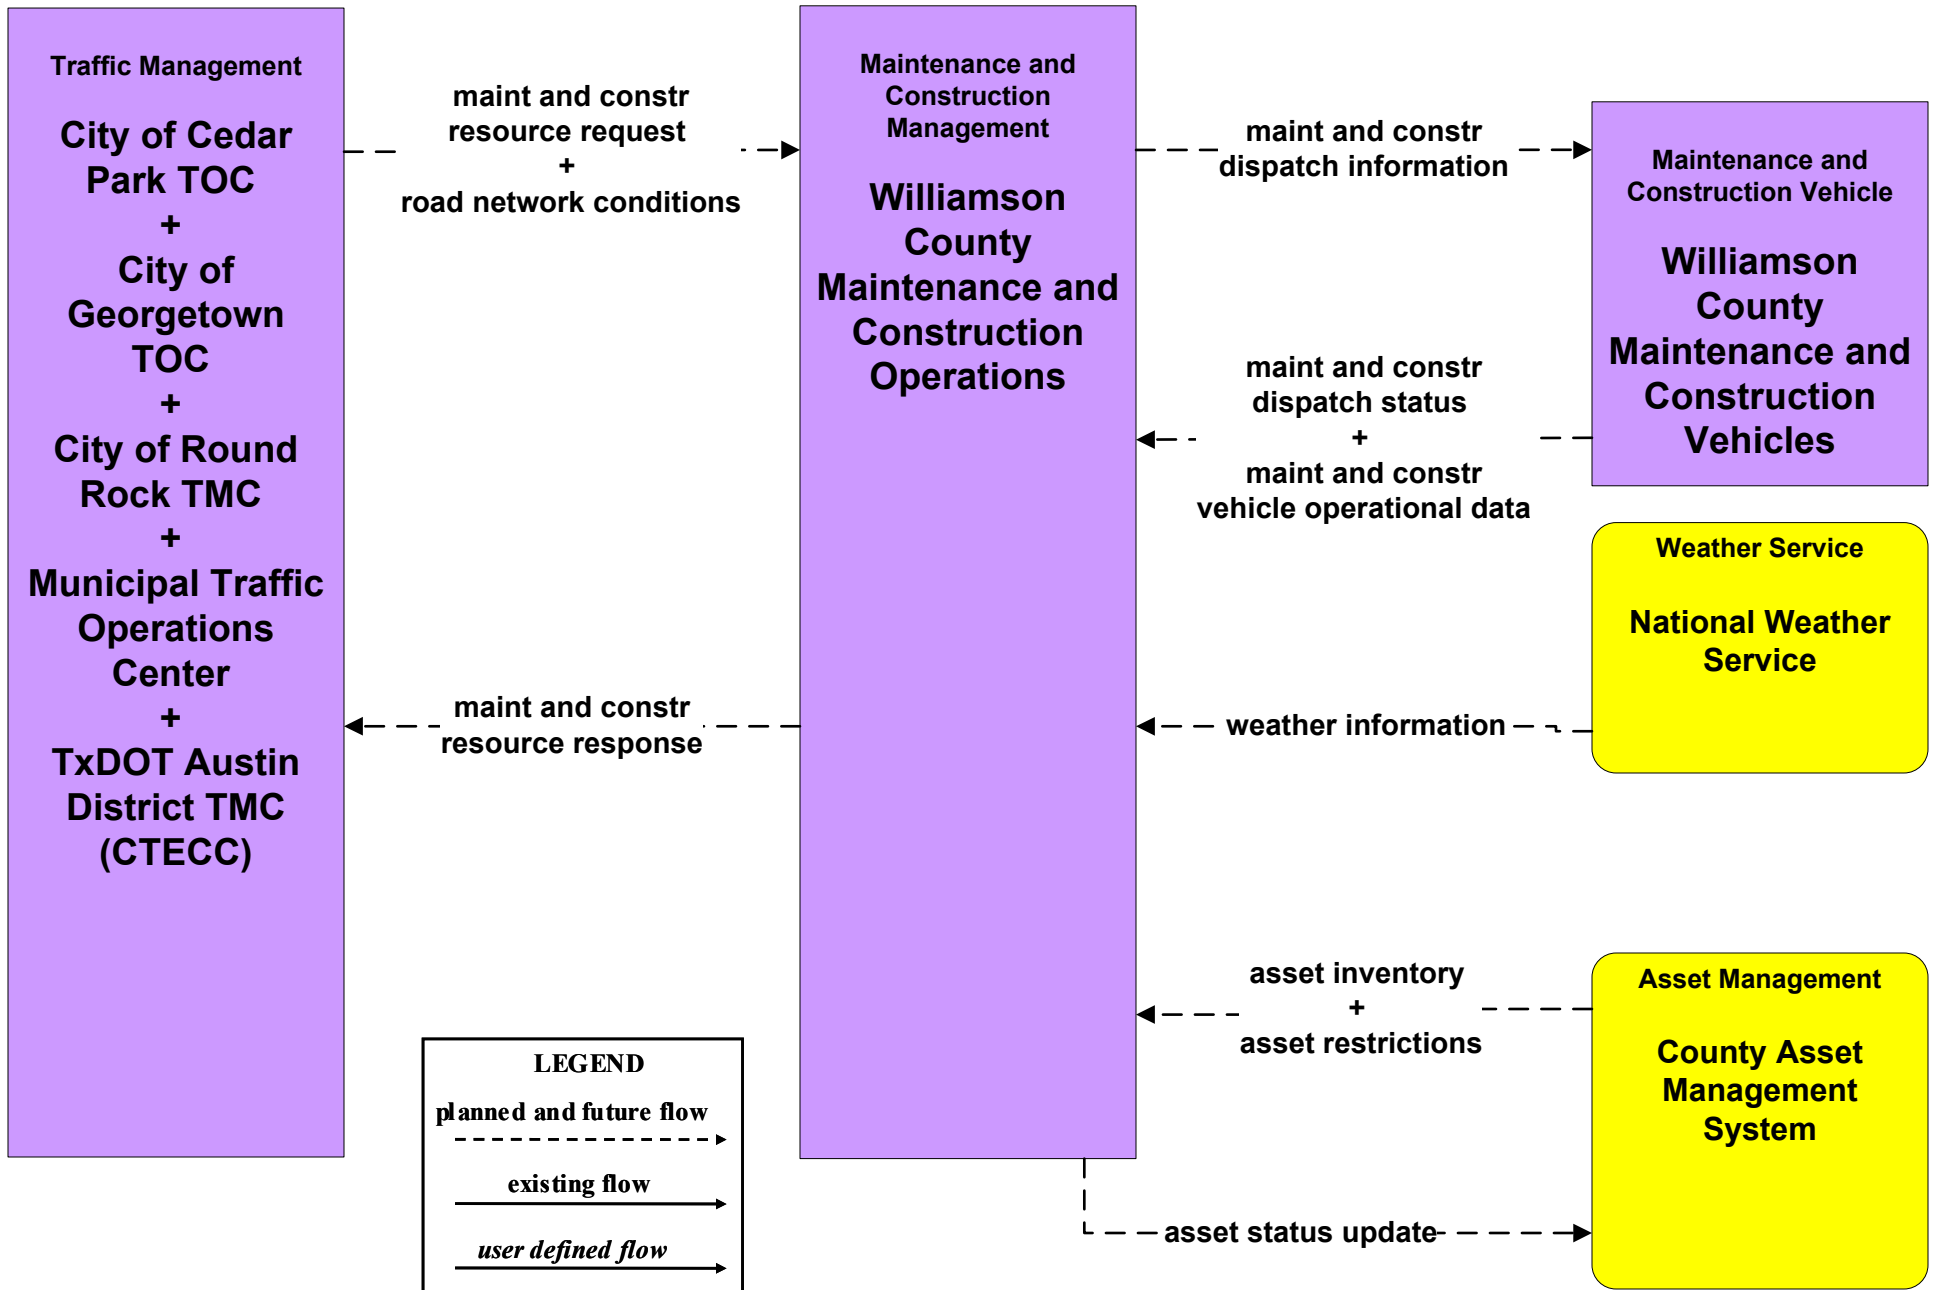 Traffic Management
City of Cedar
Park TOC
+
City of
Georgetown
TOC
+
City of Round
Rock TMC
+
Municipal Traffic
Operations
Center
+
TxDOT Austin
District TMC
(CTECC)
maint and constr
resource request
+
road network conditions
maint and constr
resource response
Maintenance and
Construction
Management
Williamson
County
Maintenance and
Construction
Operations
maint and constr
dispatch information
maint and constr
dispatch status
+
maint and constr
vehicle operational data
weather information
asset inventory
+
asset restrictions
asset status update
Maintenance and
Construction Vehicle
Williamson
County
Maintenance and
Construction
Vehicles
Weather Service
National Weather
Service
Asset Management
County Asset
Management
System
LEGEND
planned and future flow
existing flow
user defined flow